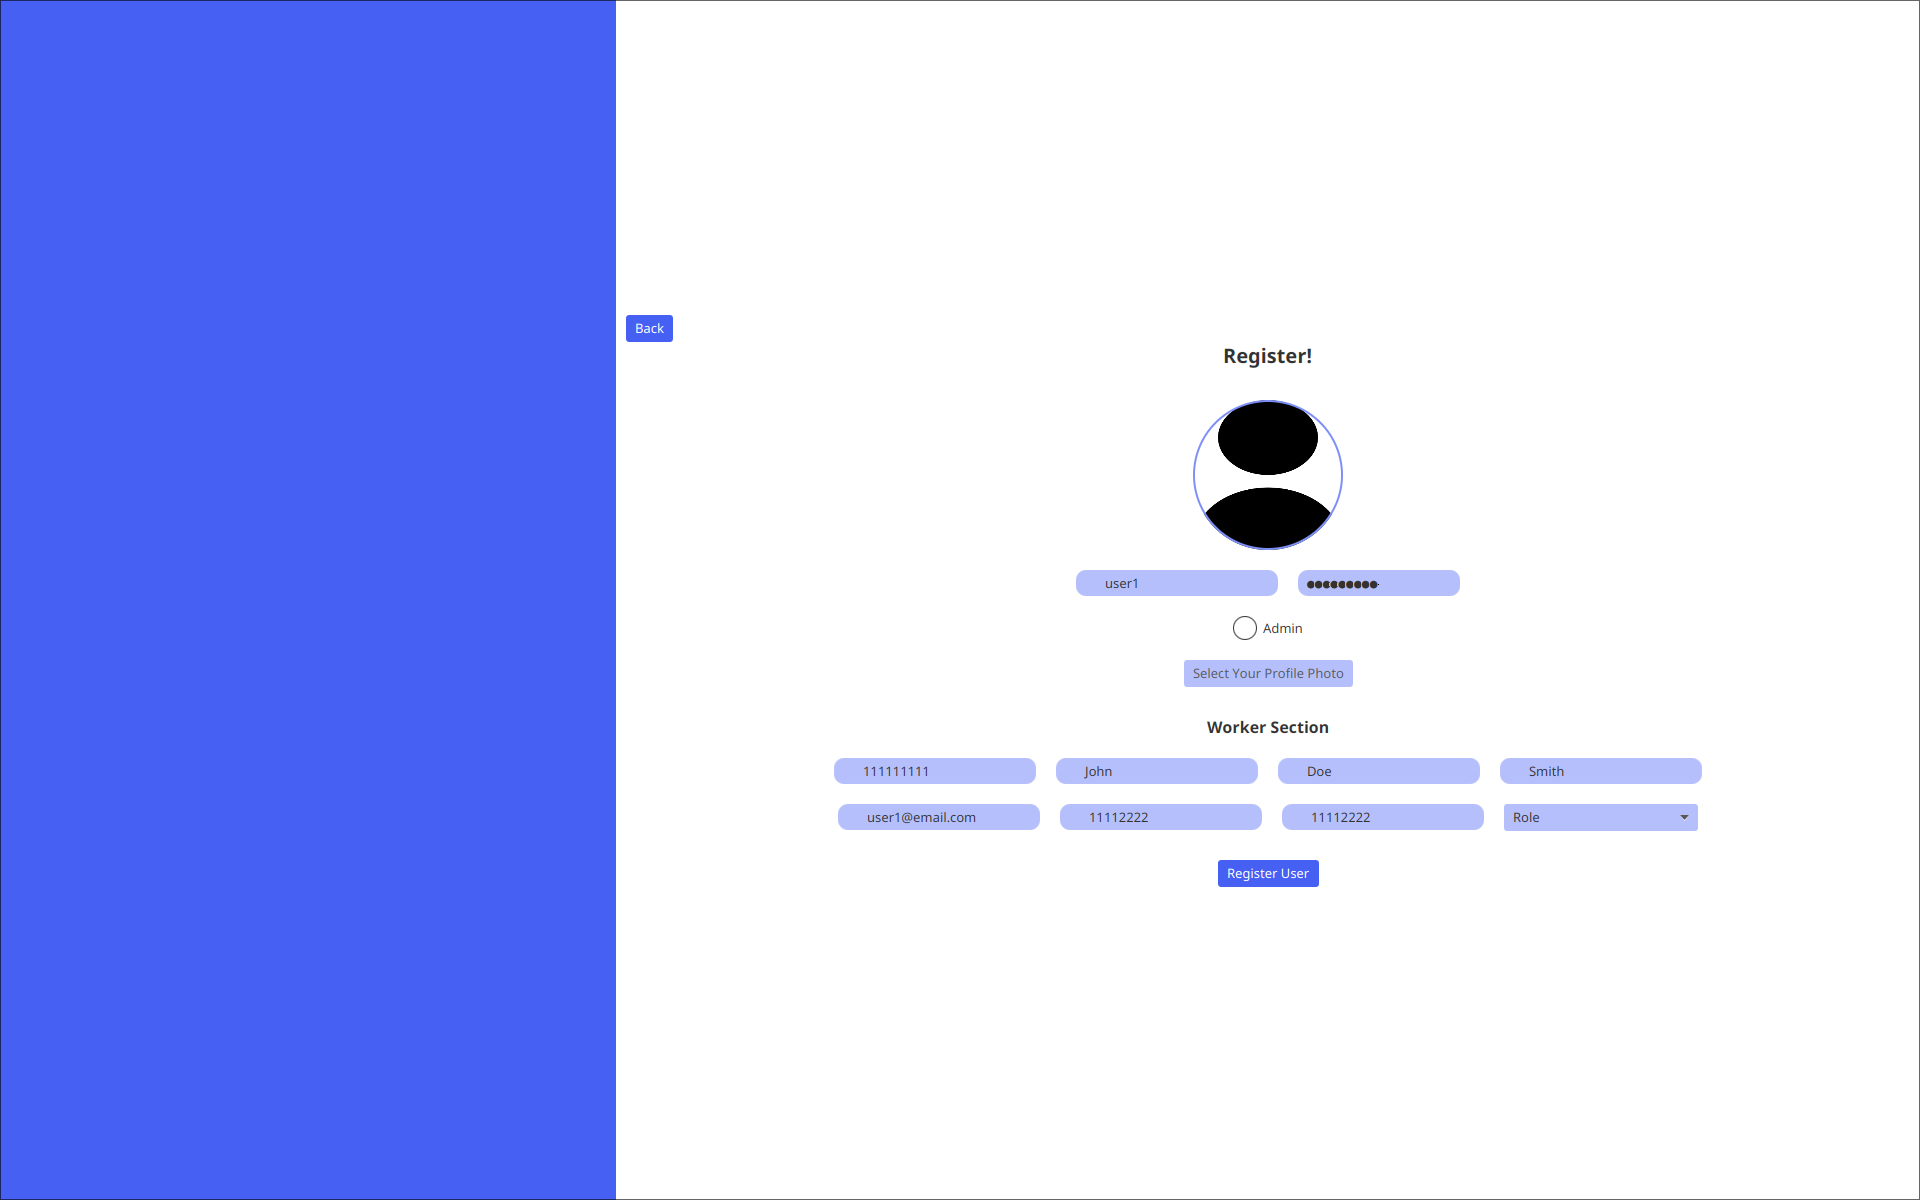 Back
Register!
user1
Admin
Select Your Profile Photo
Worker Section
111111111 John Doe Smith
user1@email.com 11112222 11112222 Role
Register User